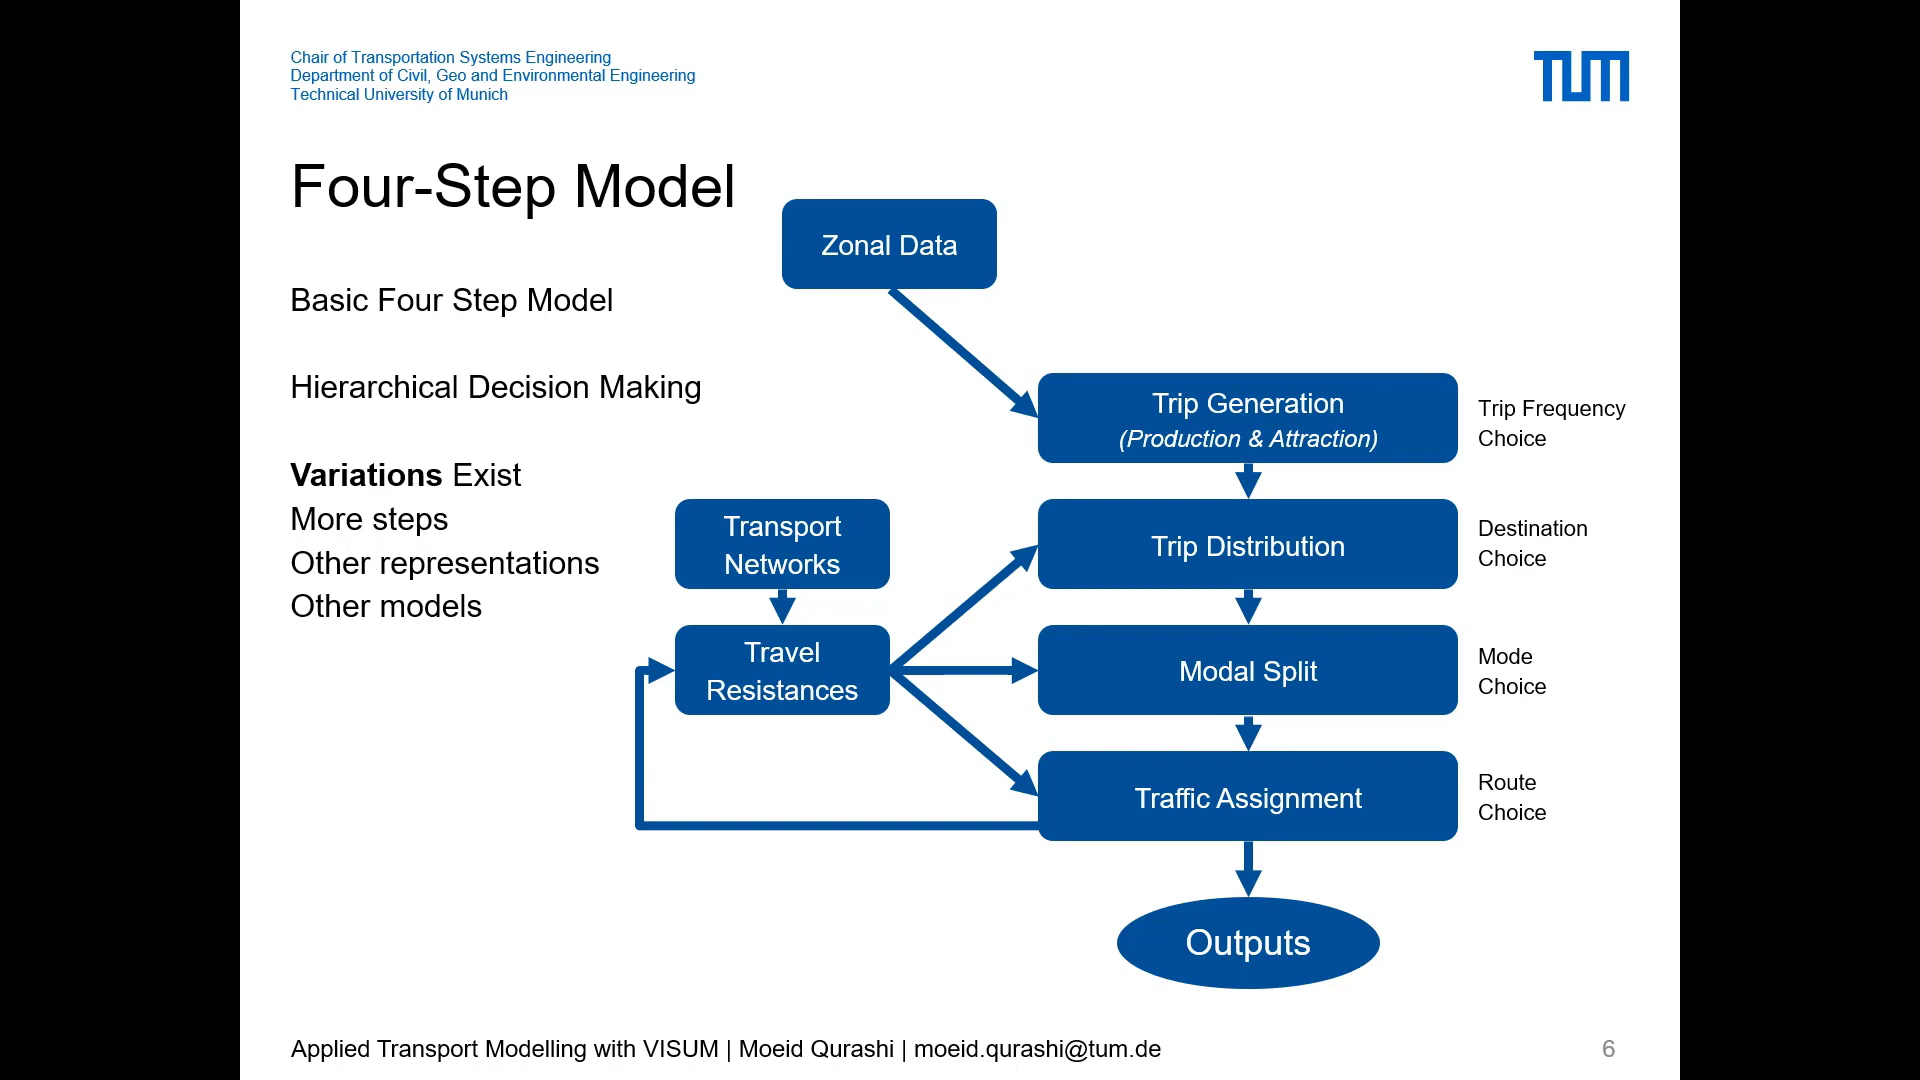 Chair of Transportation Systems Engineering
Department of Civil, Geo and Environmental Engineering
Technical University of Munich
TUM
Four-Step Model
Basic Four Step Model
Hierarchical Decision Making
Variations Exist
More steps
Other representations
Other models
Zonal Data
Trip Generation
(Production & Attraction)
Trip Frequency
Choice
Transport
Networks
Trip Distribution
Destination
Choice
Travel
Resistances
Modal Split
Mode
Choice
Traffic Assignment
Route
Choice
Outputs
Applied Transport Modelling with VISUM | Moeid Qurashi | moeid.qurashi@tum.de
6